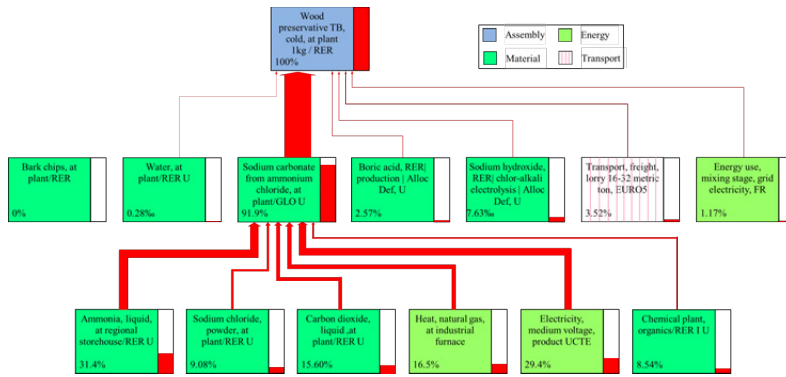 Wood
preservative TB,
cold, at plant
1kg / RER
100%
Assembly
Energy
Material
Transport
Bark chips, at
plant/RER
0%
Water, at
plant/RER U
0.28‰
Sodium carbonate
from ammonium
chloride, at
plant/GLO U
91.9%
Boric acid, RER|
production | Alloc
Def, U
2.57%
Sodium hydroxide,
RER| chlor-alkali
electrolysis | Alloc
Def, U
7.63‰
Transport, freight,
lorry 16-32 metric
ton, EURO5
3.52%
Energy use,
mixing stage, grid
electricity, FR
1.17%
Ammonia, liquid,
at regional
storehouse/RER U
31.4%
Sodium chloride,
powder, at
plant/RER U
9.08%
Carbon dioxide,
liquid ,at
plant/RER U
15.60%
Heat, natural gas,
at industrial
furnace
16.5%
Electricity,
medium voltage,
product UCTE
29.4%
Chemical plant,
organics/RER I U
8.54%